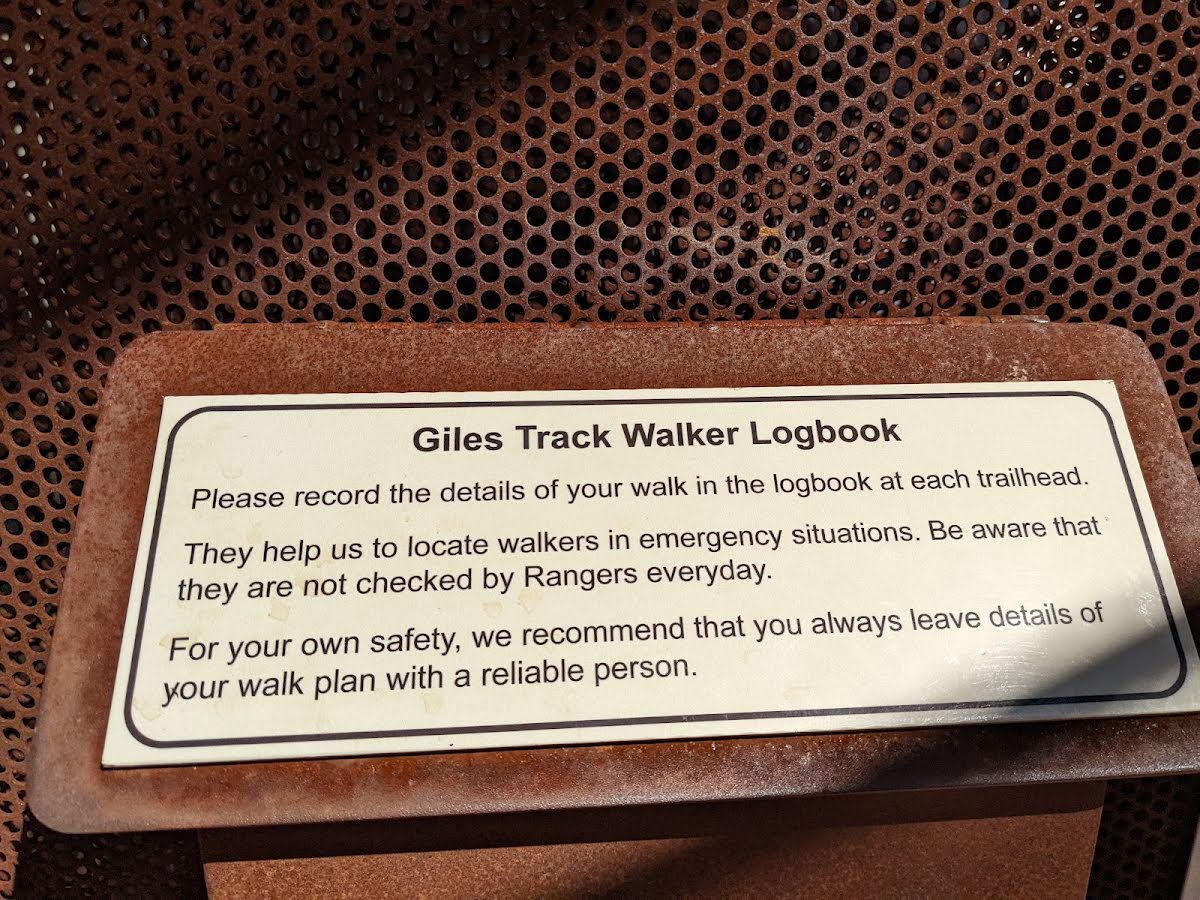 Giles Track Walker Logbook
Please record the details of your walk in the logbook at each trailhead.
They help us to locate walkers in emergency situations. Be aware that
they are not checked by Rangers everyday.
For your own safety, we recommend that you always leave details of
your walk plan with a reliable person.